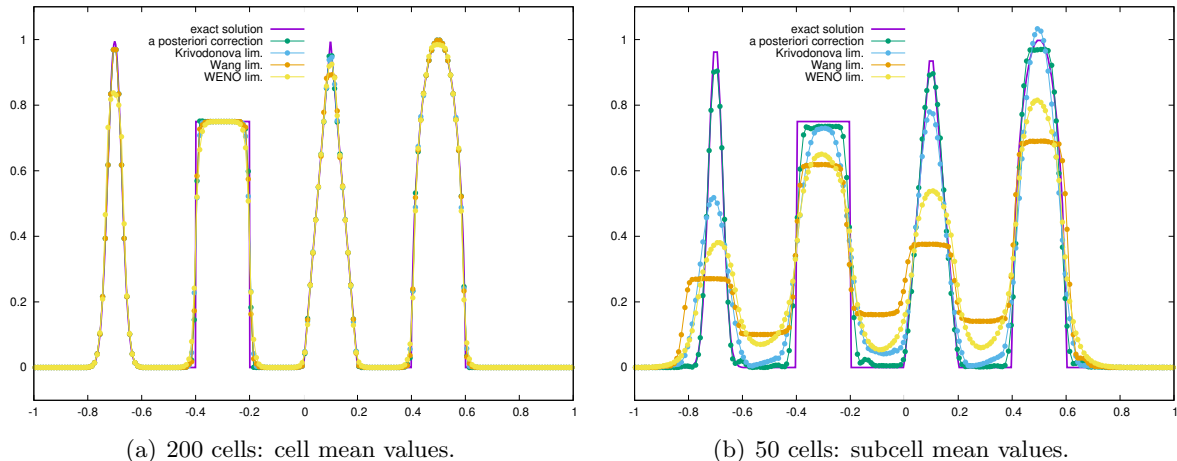 exact solution
a posteriori correction
Krivodonova lim.
Wang lim.
WENO lim.
1
0.8
0.6
0.4
0.2
0
-1 -0.8 -0.6 -0.4 -0.2 0 0.2 0.4 0.6 0.8 1
(a) 200 cells: cell mean values.
exact solution
a posteriori correction
Krivodonova lim.
Wang lim.
WENO lim.
1
0.8
0.6
0.4
0.2
0
-1 -0.8 -0.6 -0.4 -0.2 0 0.2 0.4 0.6 0.8 1
(b) 50 cells: subcell mean values.